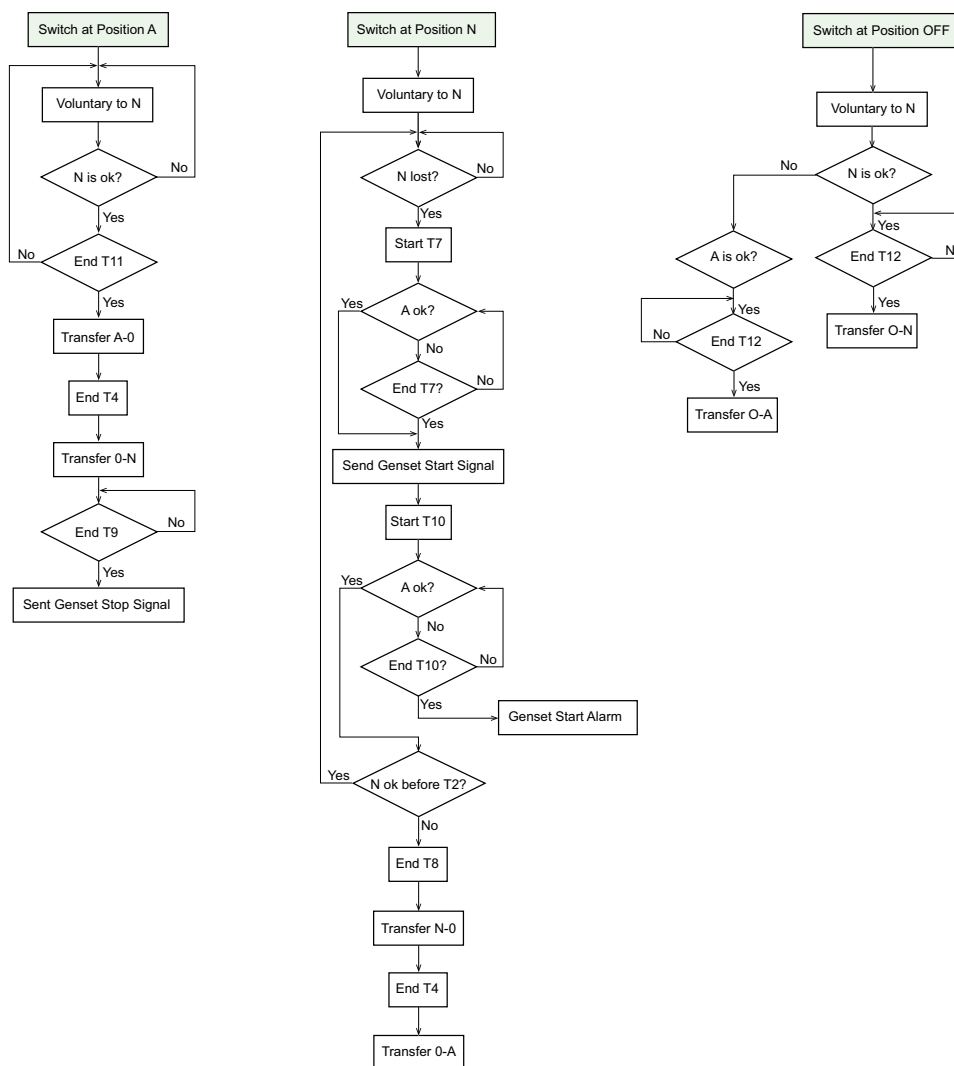 Switch at Position A
Voluntary to N
N is ok?
No
Yes
No
End T11
Yes
Transfer A-0
End T4
Transfer 0-N
End T9
No
Yes
Sent Genset Stop Signal
Switch at Position N
Voluntary to N
N lost?
No
Yes
Start T7
Yes
A ok?
No
End T7?
No
Yes
Send Genset Start Signal
Start T10
Yes
A ok?
No
End T10?
No
Yes
Genset Start Alarm
Yes
N ok before T2?
No
End T8
Transfer N-0
End T4
Transfer 0-A
Switch at Position OFF
Voluntary to N
No
N is ok?
Yes
A is ok?
End T12
Yes
Transfer O-N
Yes
No
End T12
Yes
Transfer O-A